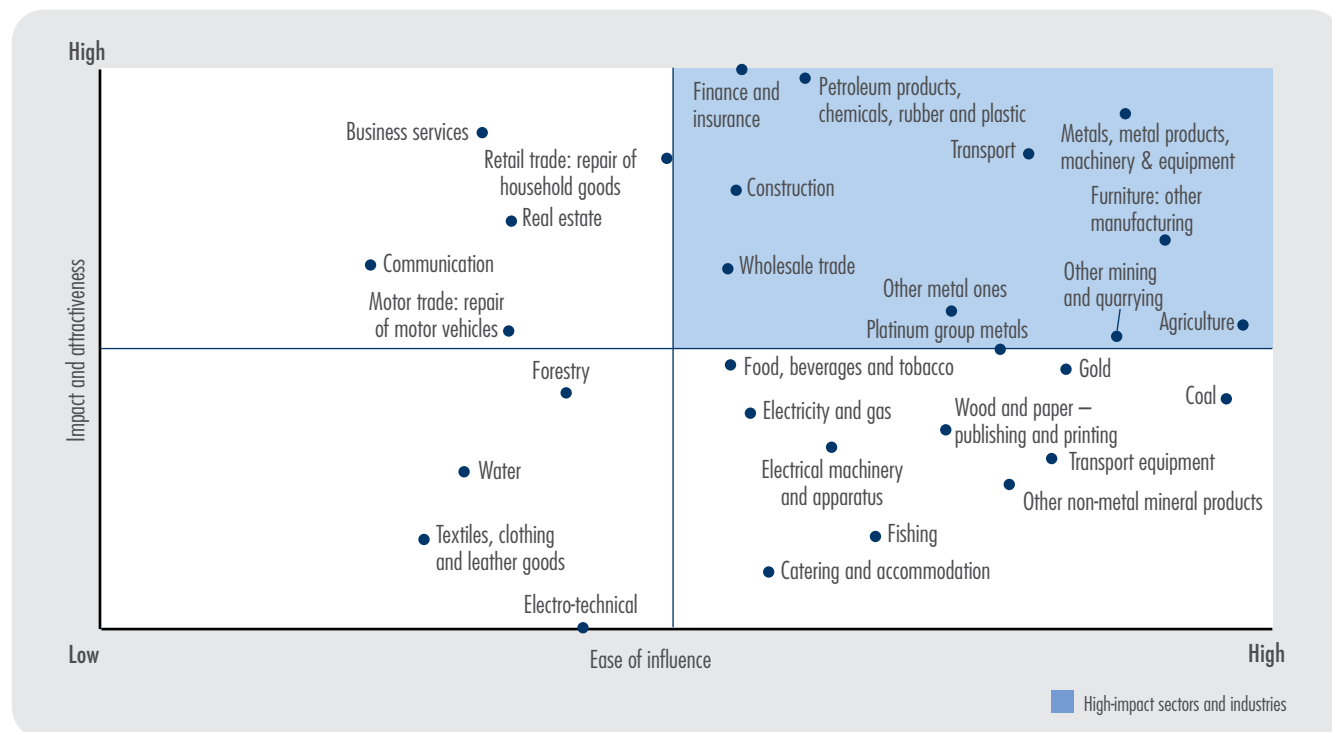 High
Finance and
insurance
Petroleum products,
chemicals, rubber and plastic
Business services
Metals, metal products,
machinery & equipment
Retail trade: repair of
household goods
Transport
Construction
Furniture: other
manufacturing
Real estate
Communication
Wholesale trade
Other mining
and quarrying
Motor trade: repair
of motor vehicles
Other metal ones
Platinum group metals
Agriculture
Impact and attractiveness
Forestry
Food, beverages and tobacco
Gold
Coal
Electricity and gas
Wood and paper –
publishing and printing
Water
Electrical machinery
and apparatus
Transport equipment
Other non-metal mineral products
Textiles, clothing
and leather goods
Fishing
Catering and accommodation
Electro-technical
Low
Ease of influence
High
High-impact sectors and industries